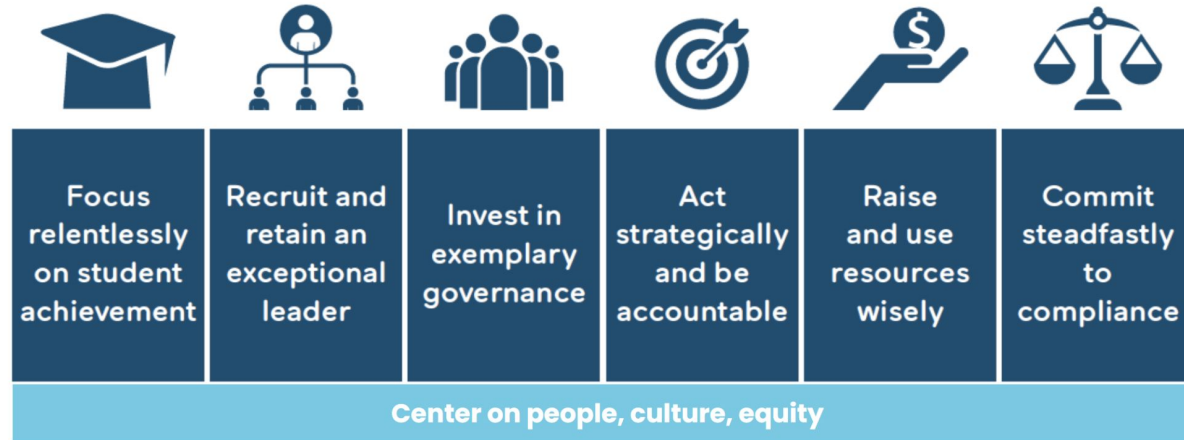 $
Focus
relentlessly
on student
achievement
Recruit and
retain an
exceptional
leader
Invest in
exemplary
governance
Act
strategically
and be
accountable
Raise
and use
resources
wisely
Commit
steadfastly
to
compliance
Center on people, culture, equity